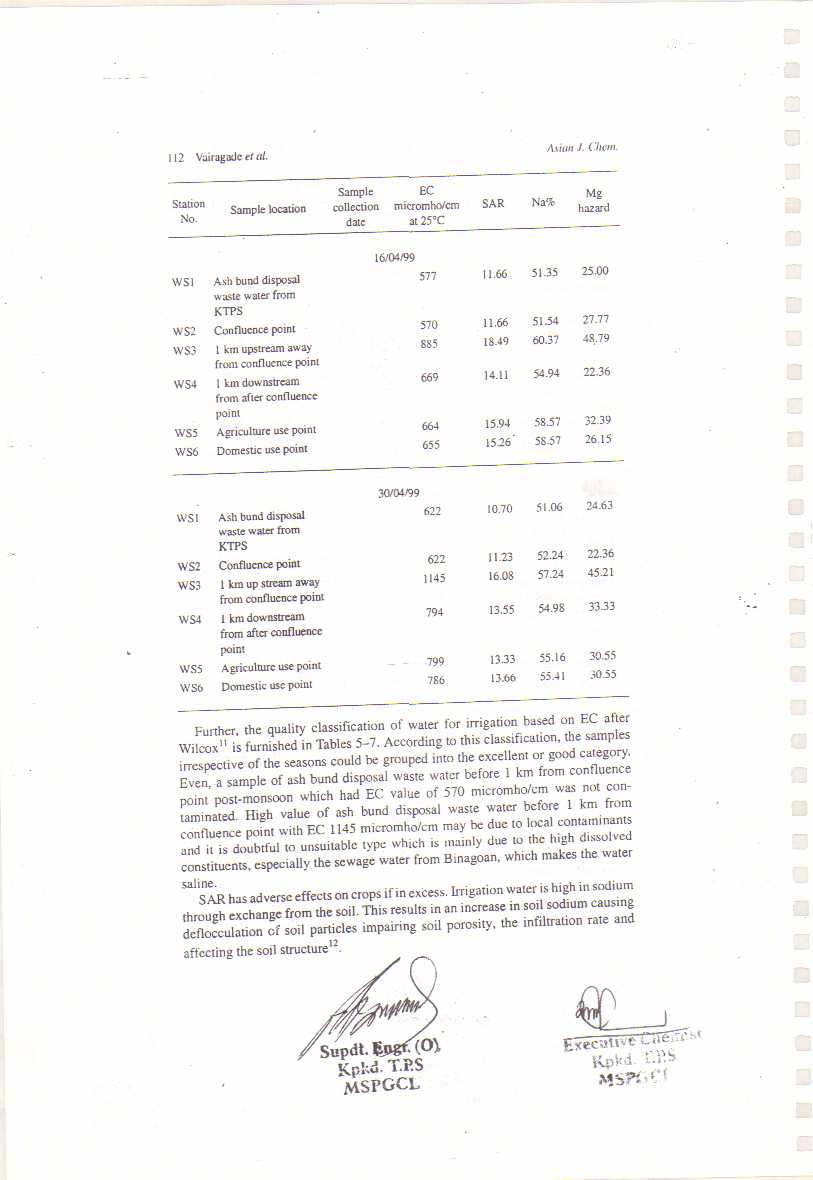 112 Vairagade et al. Asian J. Chem.
Station No. Sample location Sample collection date EC micromho/cm at 25°C SAR Na% Mg hazard
16/04/99
WS1 Ash bund disposal 577 11.66 51.35 25.00
waste water from
KTPS
WS2 Confluence point 570 11.66 51.54 27.77
WS3 1 km upstream away 885 18.49 60.37 48.79
from confluence point
WS4 1 km downstream 669 14.11 54.94 22.36
from after confluence
point
WS5 Agriculture use point 664 15.94 58.57 32.39
WS6 Domestic use point 655 15.26 58.57 26.15
30/04/99
WS1 Ash bund disposal 622 10.70 51.06 24.63
waste water from
KTPS
WS2 Confluence point 622 11.23 52.24 22.36
WS3 1 km up stream away 1145 16.08 57.24 45.21
from confluence point
WS4 1 km downstream 794 13.55 54.98 33.33
from after confluence
point
WS5 Agriculture use point 799 13.33 55.16 30.55
WS6 Domestic use point 786 13.66 55.41 30.55
Further, the quality classification of water for irrigation based on EC after
Wilcox11 is furnished in Tables 5–7. According to this classification, the samples
irrespective of the seasons could be grouped into the excellent or good category.
Even, a sample of ash bund disposal waste water before 1 km from confluence
point post-monsoon which had EC value of 570 micromho/cm was not con-
taminated. High value of ash bund disposal waste water before 1 km from
confluence point with EC 1145 micromho/cm may be due to local contaminants
and it is doubtful to unsuitable type which is mainly due to the high dissolved
constituents, especially the sewage water from Binagoan, which makes the water
saline.
SAR has adverse effects on crops if in excess. Irrigation water is high in sodium
through exchange from the soil. This results in an increase in soil sodium causing
deflocculation of soil particles impairing soil porosity, the infiltration rate and
affecting the soil structure12.
Supdt. Engr. (O)
Kpkd. T.P.S
MSPGCL
Executive Chemist
Kpkd. T.P.S
MSPGCL